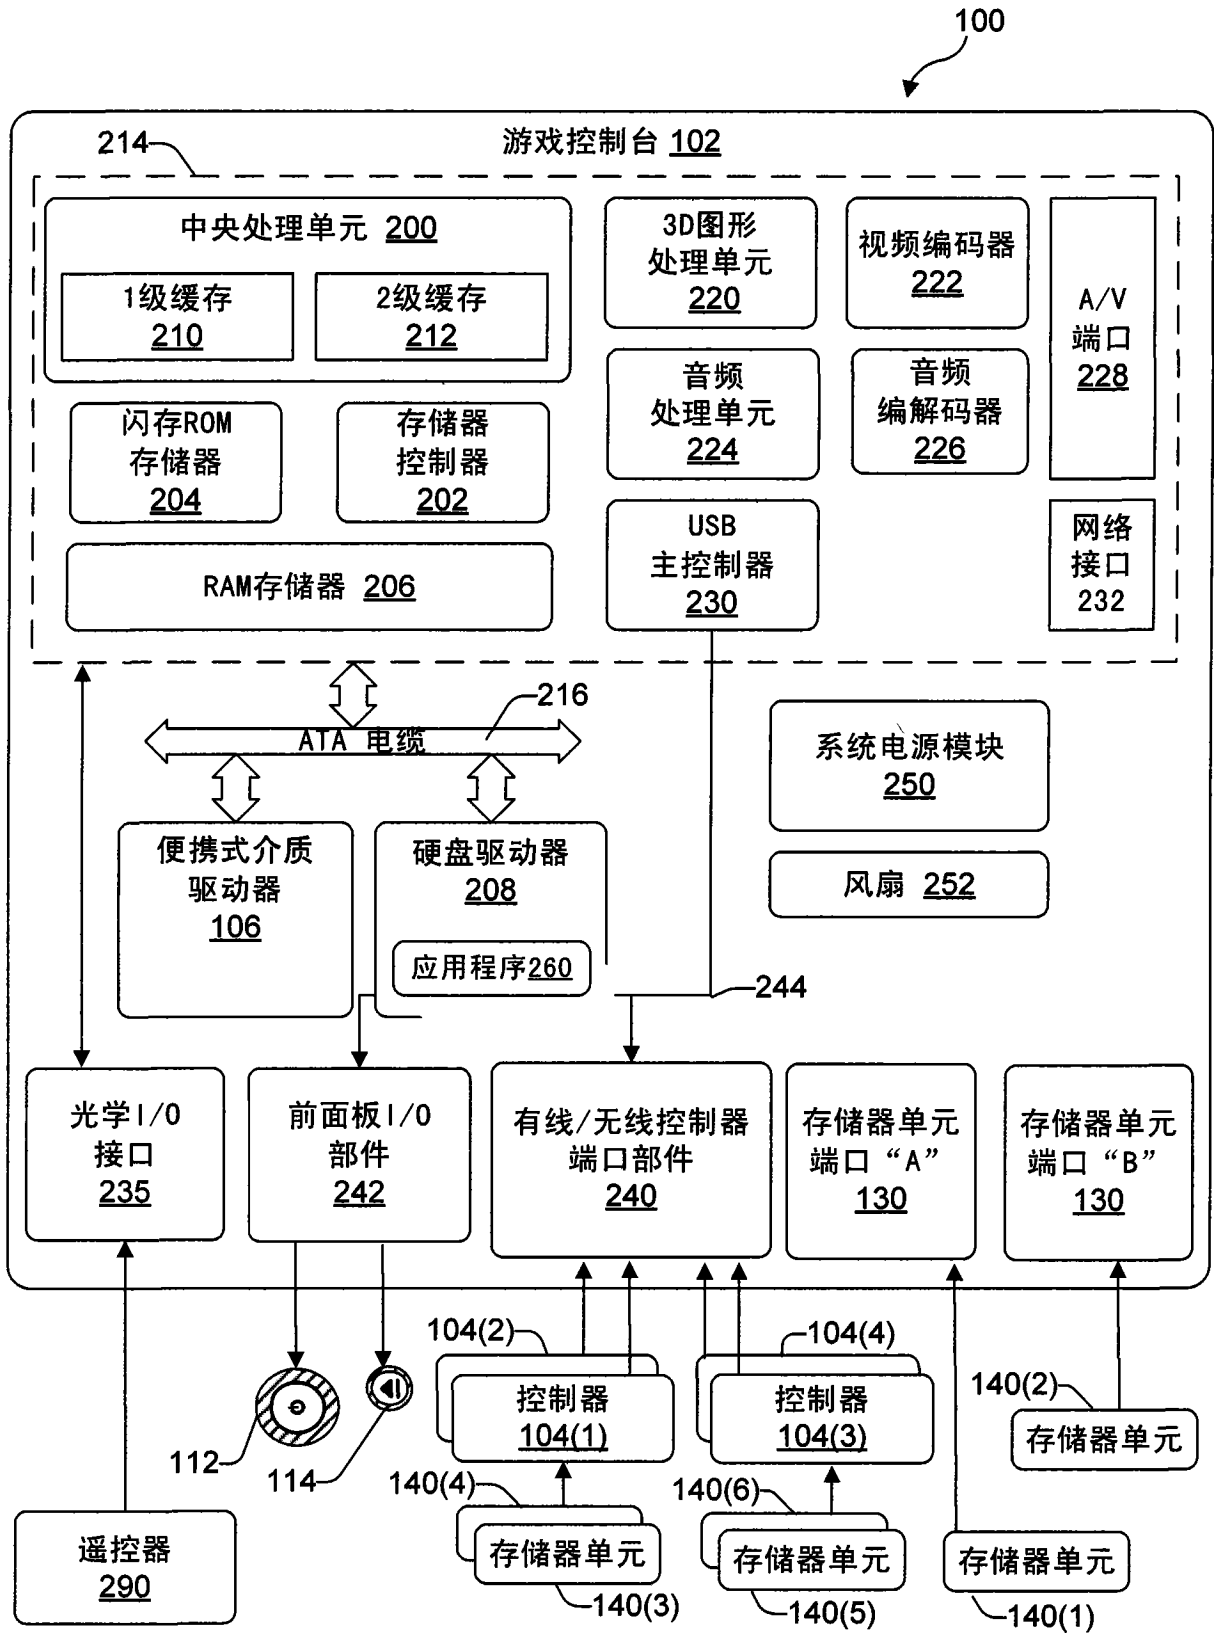 100
游戏控制台 102
214
中央处理单元 200
1级缓存
210
2级缓存
212
3D图形
处理单元
220
视频编码器
222
A/V
端口
228
音频
处理单元
224
音频
编解码器
226
闪存ROM
存储器
204
存储器
控制器
202
USB
主控制器
230
网络
接口
232
RAM存储器 206
216
ATA 电缆
系统电源模块
250
便携式介质
驱动器
106
硬盘驱动器
208
应用程序260
风扇 252
244
光学I/O
接口
235
前面板I/O
部件
242
有线/无线控制器
端口部件
240
存储器单元
端口“A”
130
存储器单元
端口“B”
130
104(2)
104(4)
控制器
104(1)
控制器
104(3)
140(2)
存储器单元
112
114
140(4)
140(6)
遥控器
290
存储器单元
存储器单元
存储器单元
140(3)
140(5)
140(1)